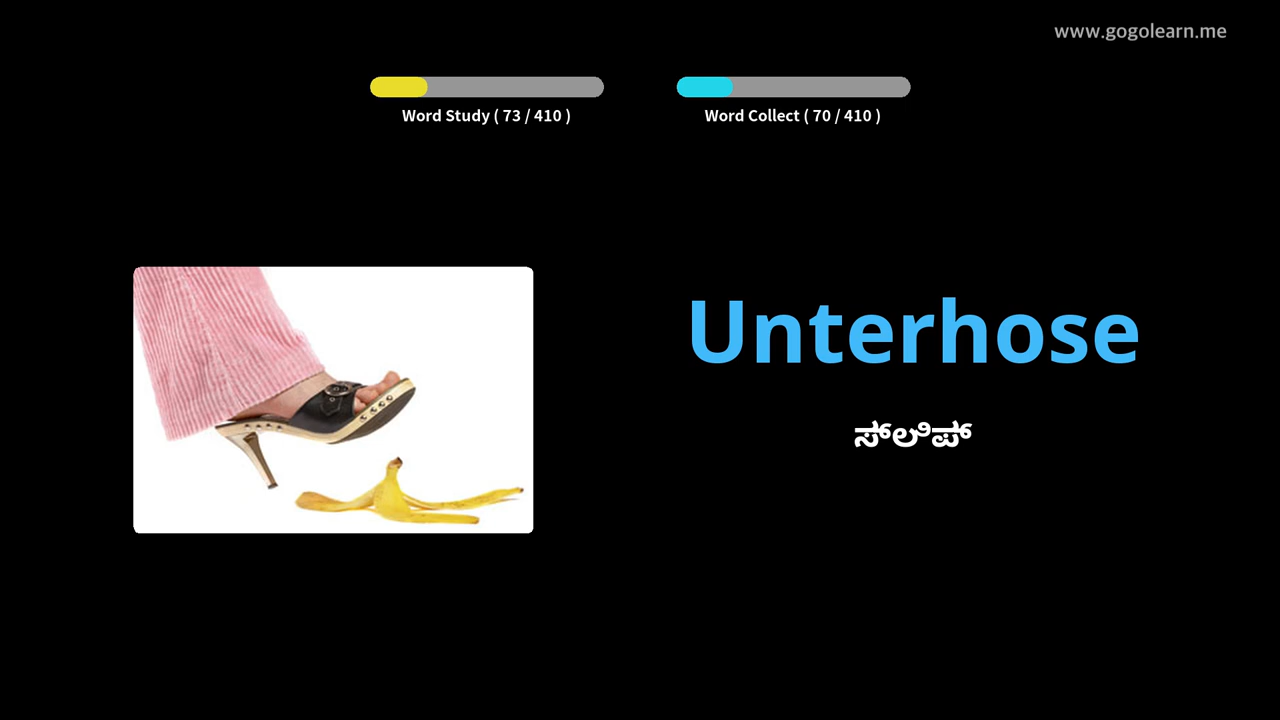 www.gogolearn.me
Word Study ( 73 / 410 )
Word Collect ( 70 / 410 )
Unterhose
ಸ್ಲಿಪ್